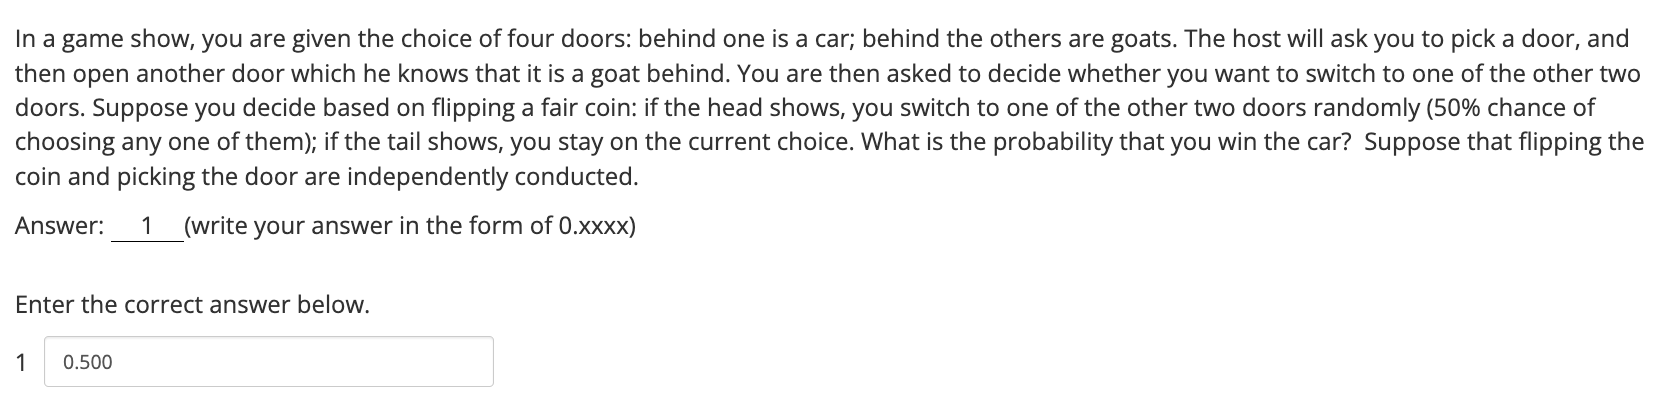 In a game show, you are given the choice of four doors: behind one is a car; behind the others are goats. The host will ask you to pick a door, and
then open another door which he knows that it is a goat behind. You are then asked to decide whether you want to switch to one of the other two
doors. Suppose you decide based on flipping a fair coin: if the head shows, you switch to one of the other two doors randomly (50% chance of
choosing any one of them); if the tail shows, you stay on the current choice. What is the probability that you win the car? Suppose that flipping the
coin and picking the door are independently conducted.
Answer: 1 (write your answer in the form of 0.xxxx)
Enter the correct answer below.
1 0.500